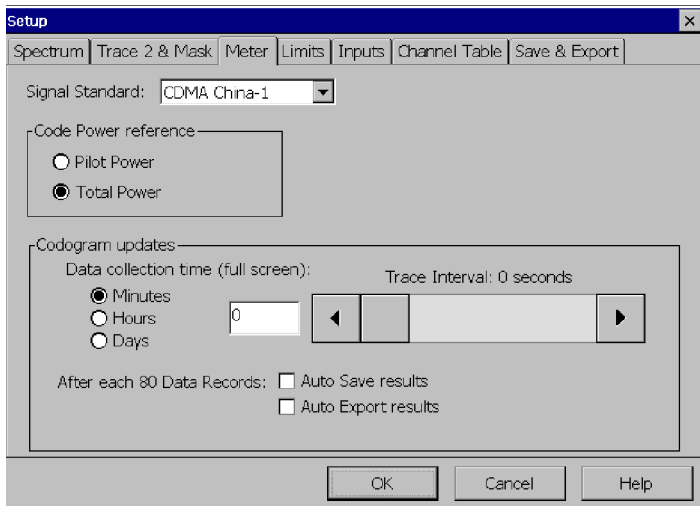 Setup
Spectrum Trace 2 & Mask Meter Limits Inputs Channel Table Save & Export
Signal Standard: CDMA China-1
Code Power reference
Pilot Power
Total Power
Codogram updates
Data collection time (full screen):
Trace Interval: 0 seconds
Minutes
Hours
0
Days
After each 80 Data Records: Auto Save results
Auto Export results
OK Cancel Help